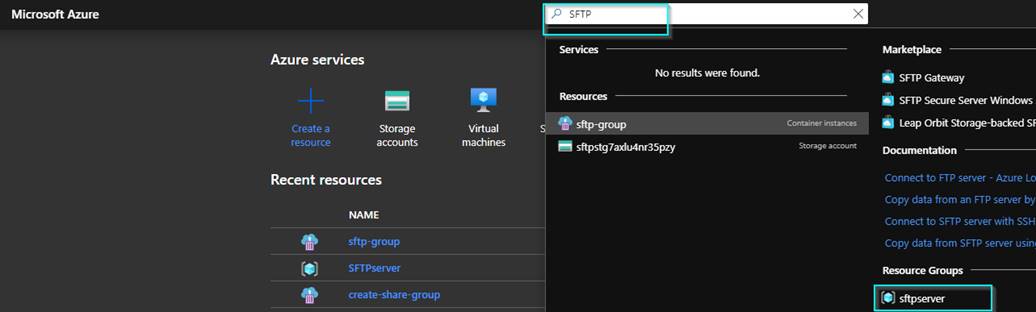 Microsoft Azure
SFTP
Azure services
Create a
resource
Storage
accounts
Virtual
machines
S
Recent resources
NAME
sftp-group
SFTPserver
create-share-group
Services
No results were found.
Resources
sftp-group Container instances
sftpstg7axlu4nr35pzy Storage account
Marketplace
SFTP Gateway
SFTP Secure Server Windows
Leap Orbit Storage-backed SF
Documentation
Connect to FTP server - Azure Lo
Copy data from an FTP server by
Connect to SFTP server with SSH,
Copy data from SFTP server using
Resource Groups
sftpserver